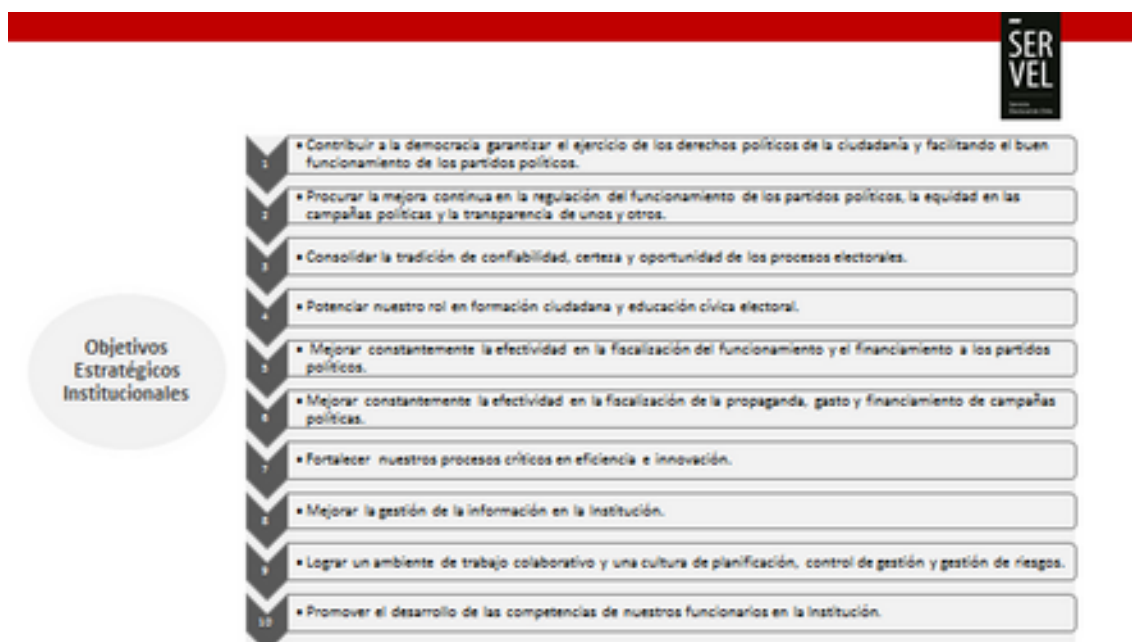 SER
VEL
Objetivos
Estratégicos
Institucionales
1
• Contribuir a la democracia garantizar el ejercicio de los derechos políticos de la ciudadanía y facilitando el buen
funcionamiento de los partidos políticos.
2
• Procurar la mejora continua en la regulación del funcionamiento de los partidos políticos, la equidad en las
campañas políticas y la transparencia de unos y otros.
3
• Consolidar la tradición de confiabilidad, certeza y oportunidad de los procesos electorales.
4
• Potenciar nuestro rol en formación ciudadana y educación cívica electoral.
5
• Mejorar constantemente la efectividad en la fiscalización del funcionamiento y el financiamiento a los partidos
políticos.
6
• Mejorar constantemente la efectividad en la fiscalización de la propaganda, gasto y financiamiento de campañas
políticas.
7
• Fortalecer nuestros procesos críticos en eficiencia e innovación.
8
• Mejorar la gestión de la información en la Institución.
9
• Lograr un ambiente de trabajo colaborativo y una cultura de planificación, control de gestión y gestión de riesgos.
10
• Promover el desarrollo de las competencias de nuestros funcionarios en la Institución.